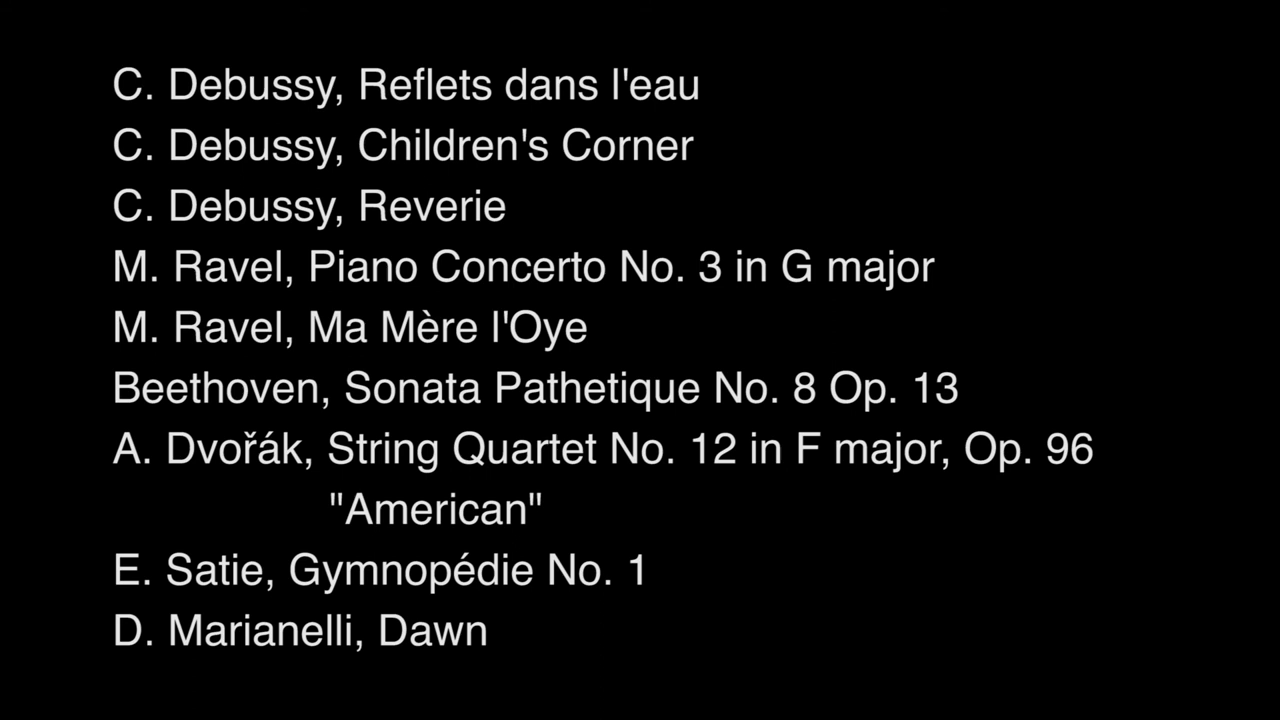 C. Debussy, Reflets dans l'eau
C. Debussy, Children's Corner
C. Debussy, Reverie
M. Ravel, Piano Concerto No. 3 in G major
M. Ravel, Ma Mère l'Oye
Beethoven, Sonata Pathetique No. 8 Op. 13
A. Dvořák, String Quartet No. 12 in F major, Op. 96
"American"
E. Satie, Gymnopédie No. 1
D. Marianelli, Dawn